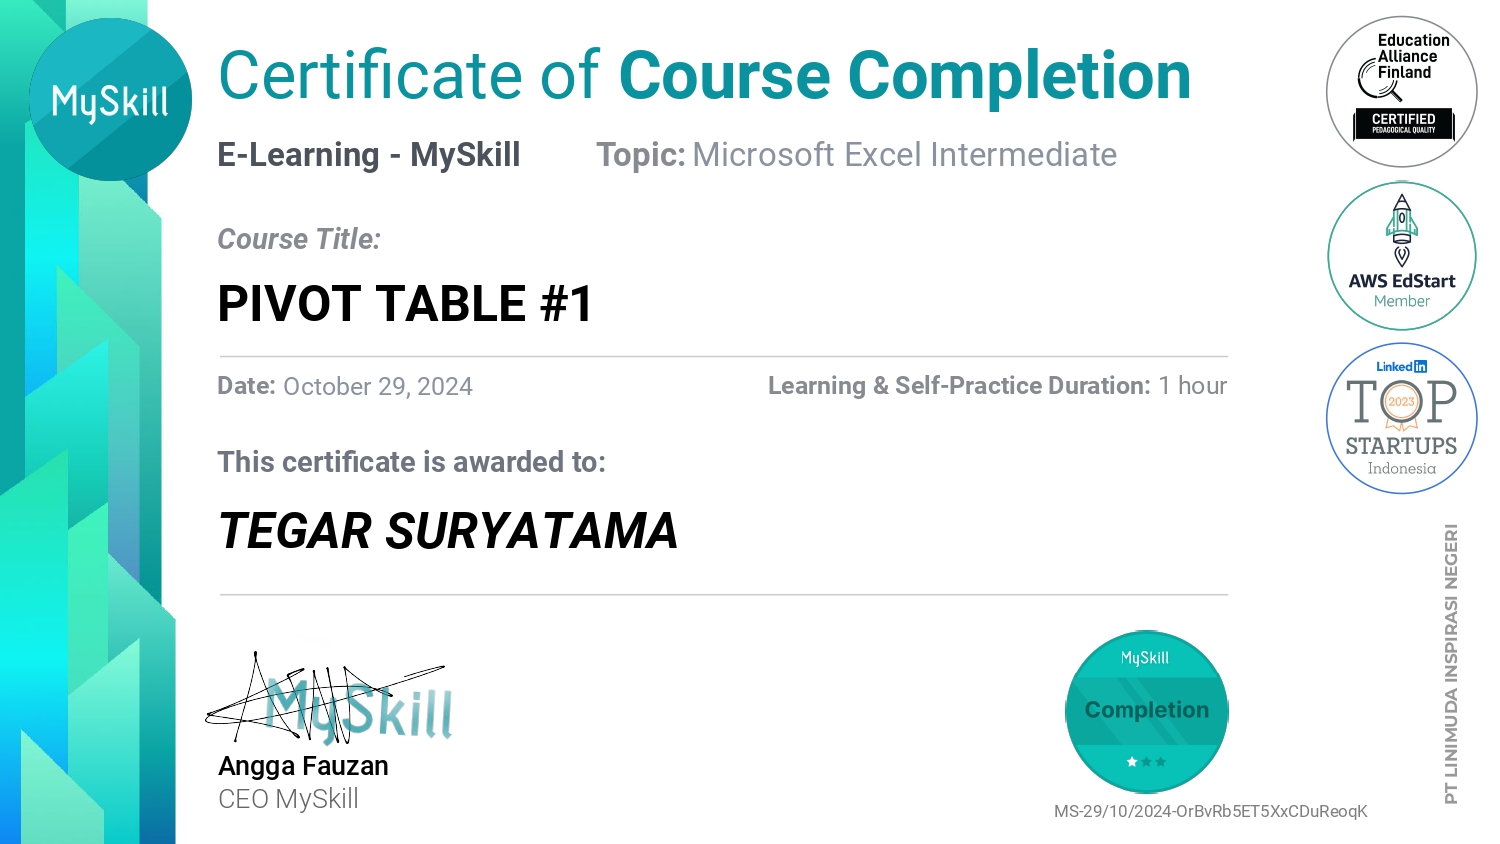 MySkill
Certificate of Course Completion
E-Learning - MySkill Topic: Microsoft Excel Intermediate
Course Title:
PIVOT TABLE #1
Date: October 29, 2024 Learning & Self-Practice Duration: 1 hour
This certificate is awarded to:
TEGAR SURYATAMA
MySkill
Angga Fauzan
CEO MySkill
MySkill
Completion
MS-29/10/2024-OrBvRb5ET5XxCDuReoqK
Education
Alliance
Finland
CERTIFIED
PEDAGOGICAL QUALITY
AWS EdStart
Member
Linked in
TOP
2023
STARTUPS
Indonesia
PT LINIMUDA INSPIRASI NEGERI